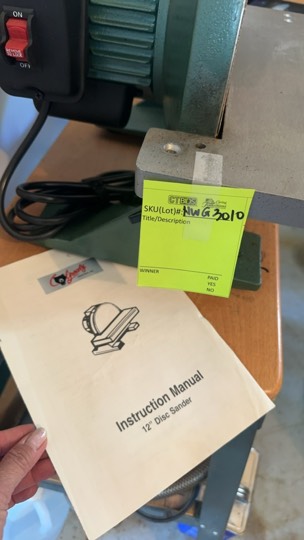 ON
OFF
SKU(Lot)#: NWG3010
Title/Description
WINNER
PAID
YES
NO
Instruction Manual
12" Disc Sander